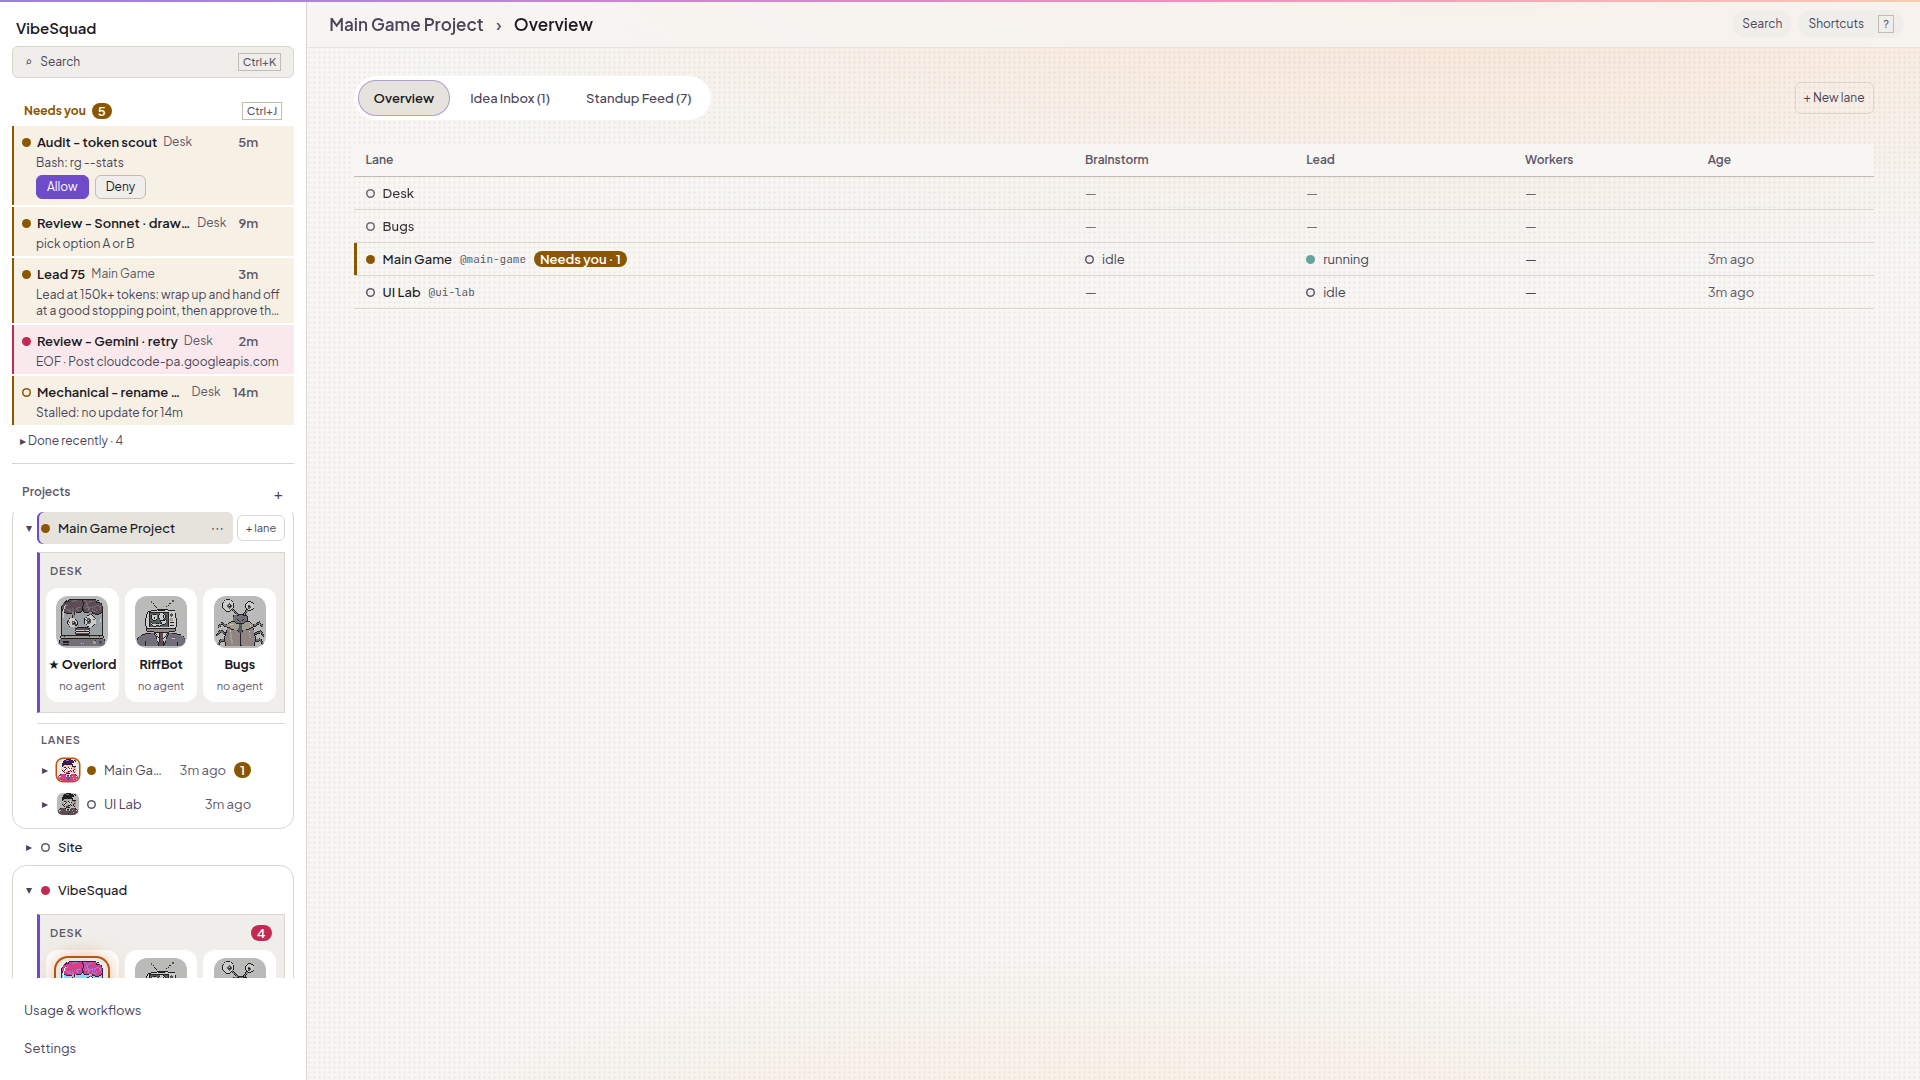 VibeSquad
Search Ctrl+K
Needs you 5 Ctrl+J
Audit – token scout Desk 5m
Bash: rg --stats
Allow Deny
Review – Sonnet · draw… Desk 9m
pick option A or B
Lead 75 Main Game 3m
Lead at 150k+ tokens: wrap up and hand off
at a good stopping point, then approve th…
Review – Gemini · retry Desk 2m
EOF · Post cloudcode-pa.googleapis.com
Mechanical – rename … Desk 14m
Stalled: no update for 14m
▸ Done recently · 4
Projects +
▾ Main Game Project ··· + lane
DESK
★ Overlord RiffBot Bugs
no agent no agent no agent
LANES
▸ Main Ga… 3m ago 1
▸ UI Lab 3m ago
▸ Site
▾ VibeSquad
DESK 4
Usage & workflows
Settings
Main Game Project › Overview Search Shortcuts ?
Overview Idea Inbox (1) Standup Feed (7) + New lane
Lane Brainstorm Lead Workers Age
Desk — — —
Bugs — — —
Main Game @main-game Needs you · 1 idle running — 3m ago
UI Lab @ui-lab — idle — 3m ago